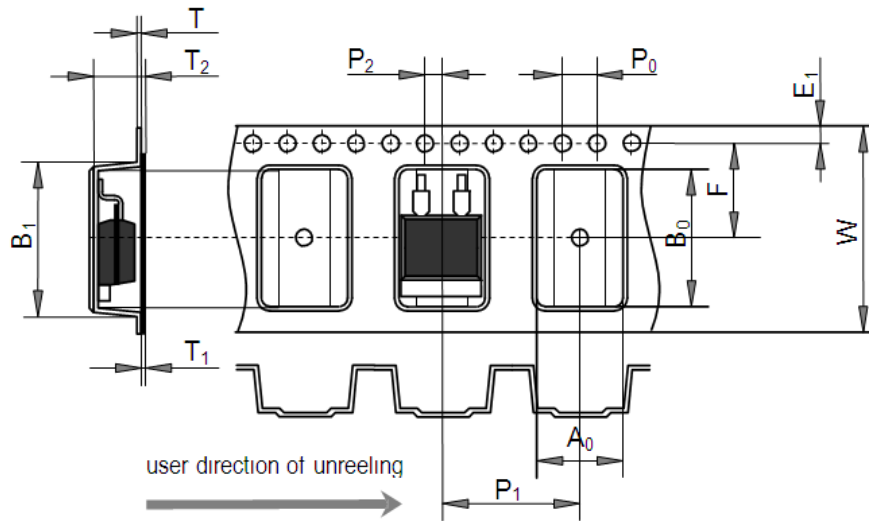 T
T₂
P₂
P₀
E₁
B₁
B₀
F
W
T₁
A₀
user direction of unreeling
P₁